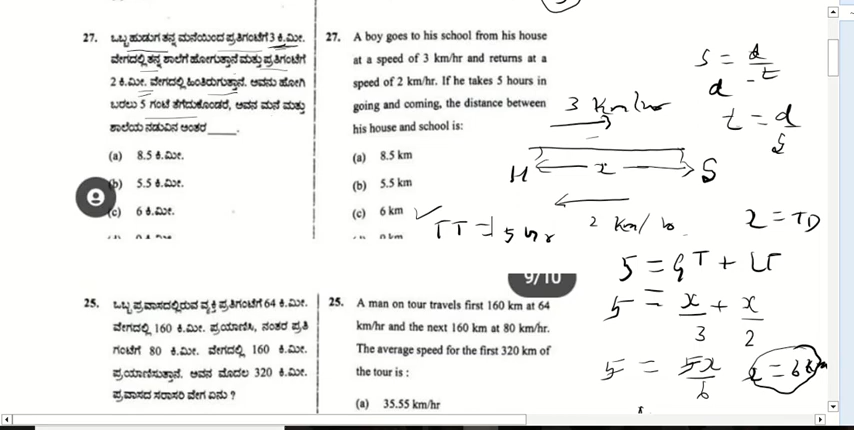 27. ಒಬ್ಬ ಹುಡುಗ ತನ್ನ ಮನೆಯಿಂದ ಪ್ರತಿಗಂಟೆಗೆ 3 ಕಿ.ಮೀ.
ವೇಗದಲ್ಲಿ ತನ್ನ ಶಾಲೆಗೆ ಹೋಗುತ್ತಾನೆ ಮತ್ತು ಪ್ರತಿಗಂಟೆಗೆ
2 ಕಿ.ಮೀ. ವೇಗದಲ್ಲಿ ಹಿಂತಿರುಗುತ್ತಾನೆ. ಅವನು ಹೋಗಿ
ಬರಲು 5 ಗಂಟೆ ತೆಗೆದುಕೊಂಡರೆ, ಅವನ ಮನೆ ಮತ್ತು
ಶಾಲೆಯ ನಡುವಿನ ಅಂತರ _____.
(a) 8.5 ಕಿ.ಮೀ.
(b) 5.5 ಕಿ.ಮೀ.
(c) 6 ಕಿ.ಮೀ.
27. A boy goes to his school from his house
at a speed of 3 km/hr and returns at a
speed of 2 km/hr. If he takes 5 hours in
going and coming, the distance between
his house and school is:
(a) 8.5 km
(b) 5.5 km
(c) 6 km
S = d/t
t = d/S
3 Km/hr
H x S
TT = 5 hr
5 = x/3 + x/2
5 = 5x/6
9/10
25. ಒಬ್ಬ ಪ್ರವಾಸದಲ್ಲಿರುವ ವ್ಯಕ್ತಿ ಪ್ರತಿಗಂಟೆಗೆ 64 ಕಿ.ಮೀ.
ವೇಗದಲ್ಲಿ 160 ಕಿ.ಮೀ. ಪ್ರಯಾಣಿಸಿ, ನಂತರ ಪ್ರತಿ
ಗಂಟೆಗೆ 80 ಕಿ.ಮೀ. ವೇಗದಲ್ಲಿ 160 ಕಿ.ಮೀ.
ಪ್ರಯಾಣಿಸುತ್ತಾನೆ. ಅವನ ಮೊದಲ 320 ಕಿ.ಮೀ.
ಪ್ರವಾಸದ ಸರಾಸರಿ ವೇಗ ಏನು ?
25. A man on tour travels first 160 km at 64
km/hr and the next 160 km at 80 km/hr.
The average speed for the first 320 km of
the tour is :
(a) 35.55 km/hr